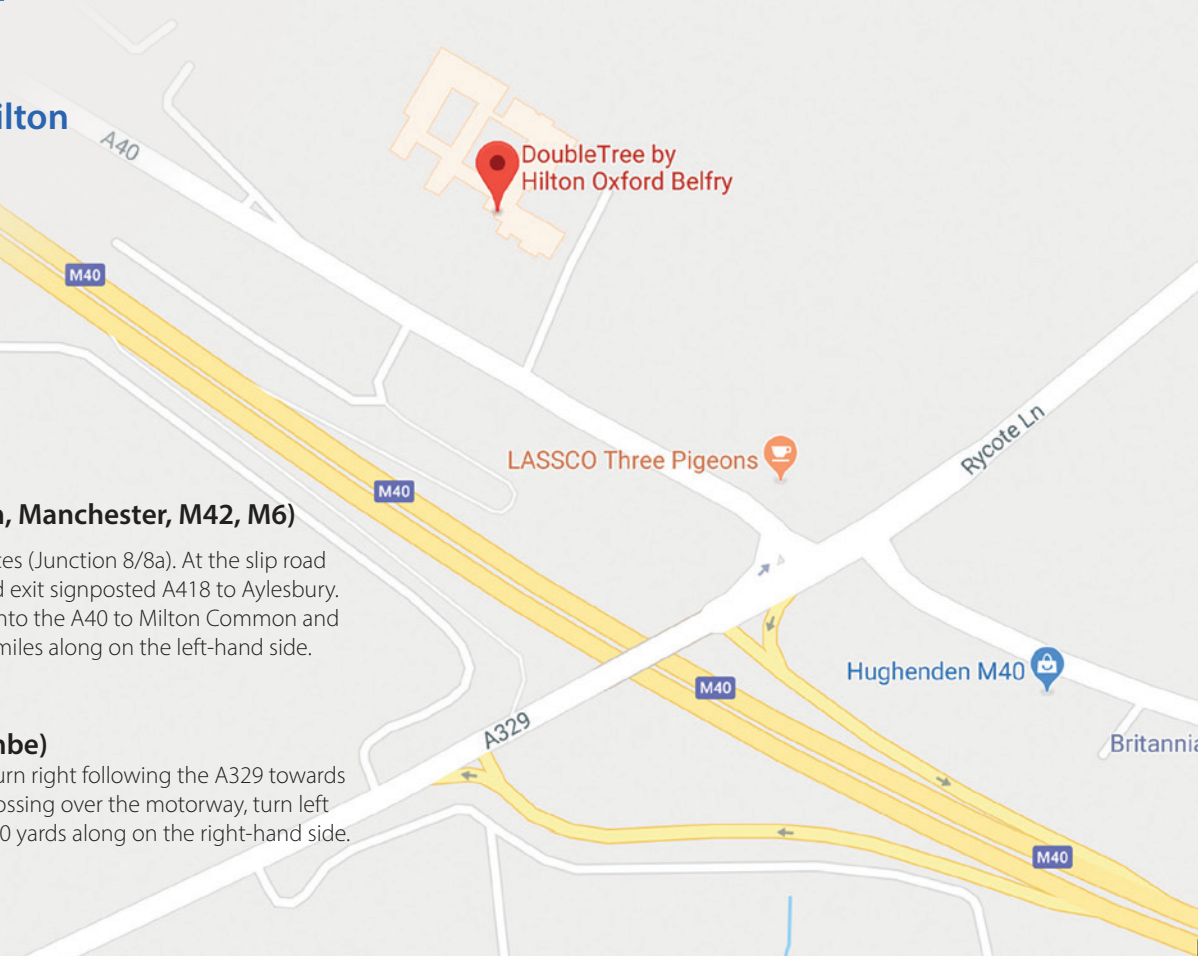 ilton
A40
DoubleTree by
Hilton Oxford Belfry
M40
M40
LASSCO Three Pigeons
Rycote Ln
, Manchester, M42, M6)
ces (Junction 8/8a). At the slip road
d exit signposted A418 to Aylesbury.
nto the A40 to Milton Common and
miles along on the left-hand side.
Hughenden M40
M40
A329
Britannia
mbe)
urn right following the A329 towards
ossing over the motorway, turn left
0 yards along on the right-hand side.
M40